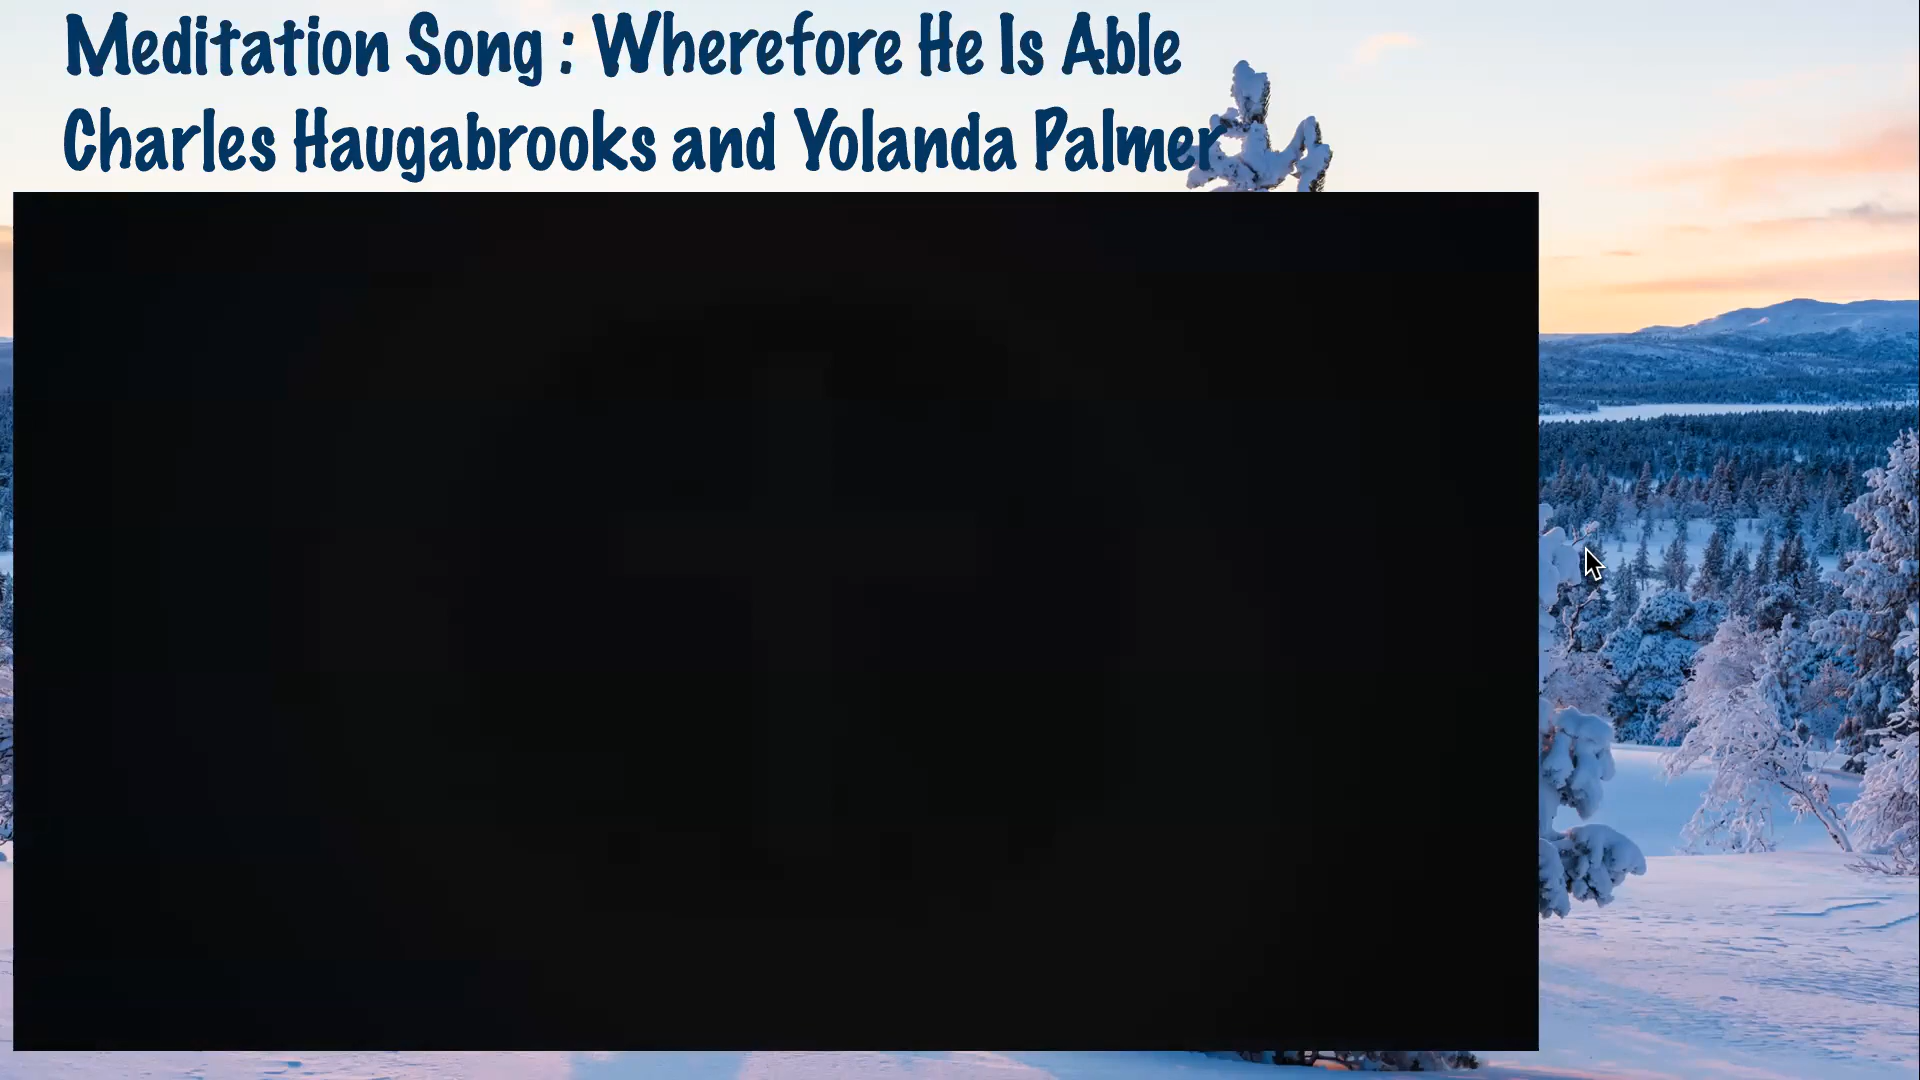 Meditation Song : Wherefore He Is Able
Charles Haugabrooks and Yolanda Palmer